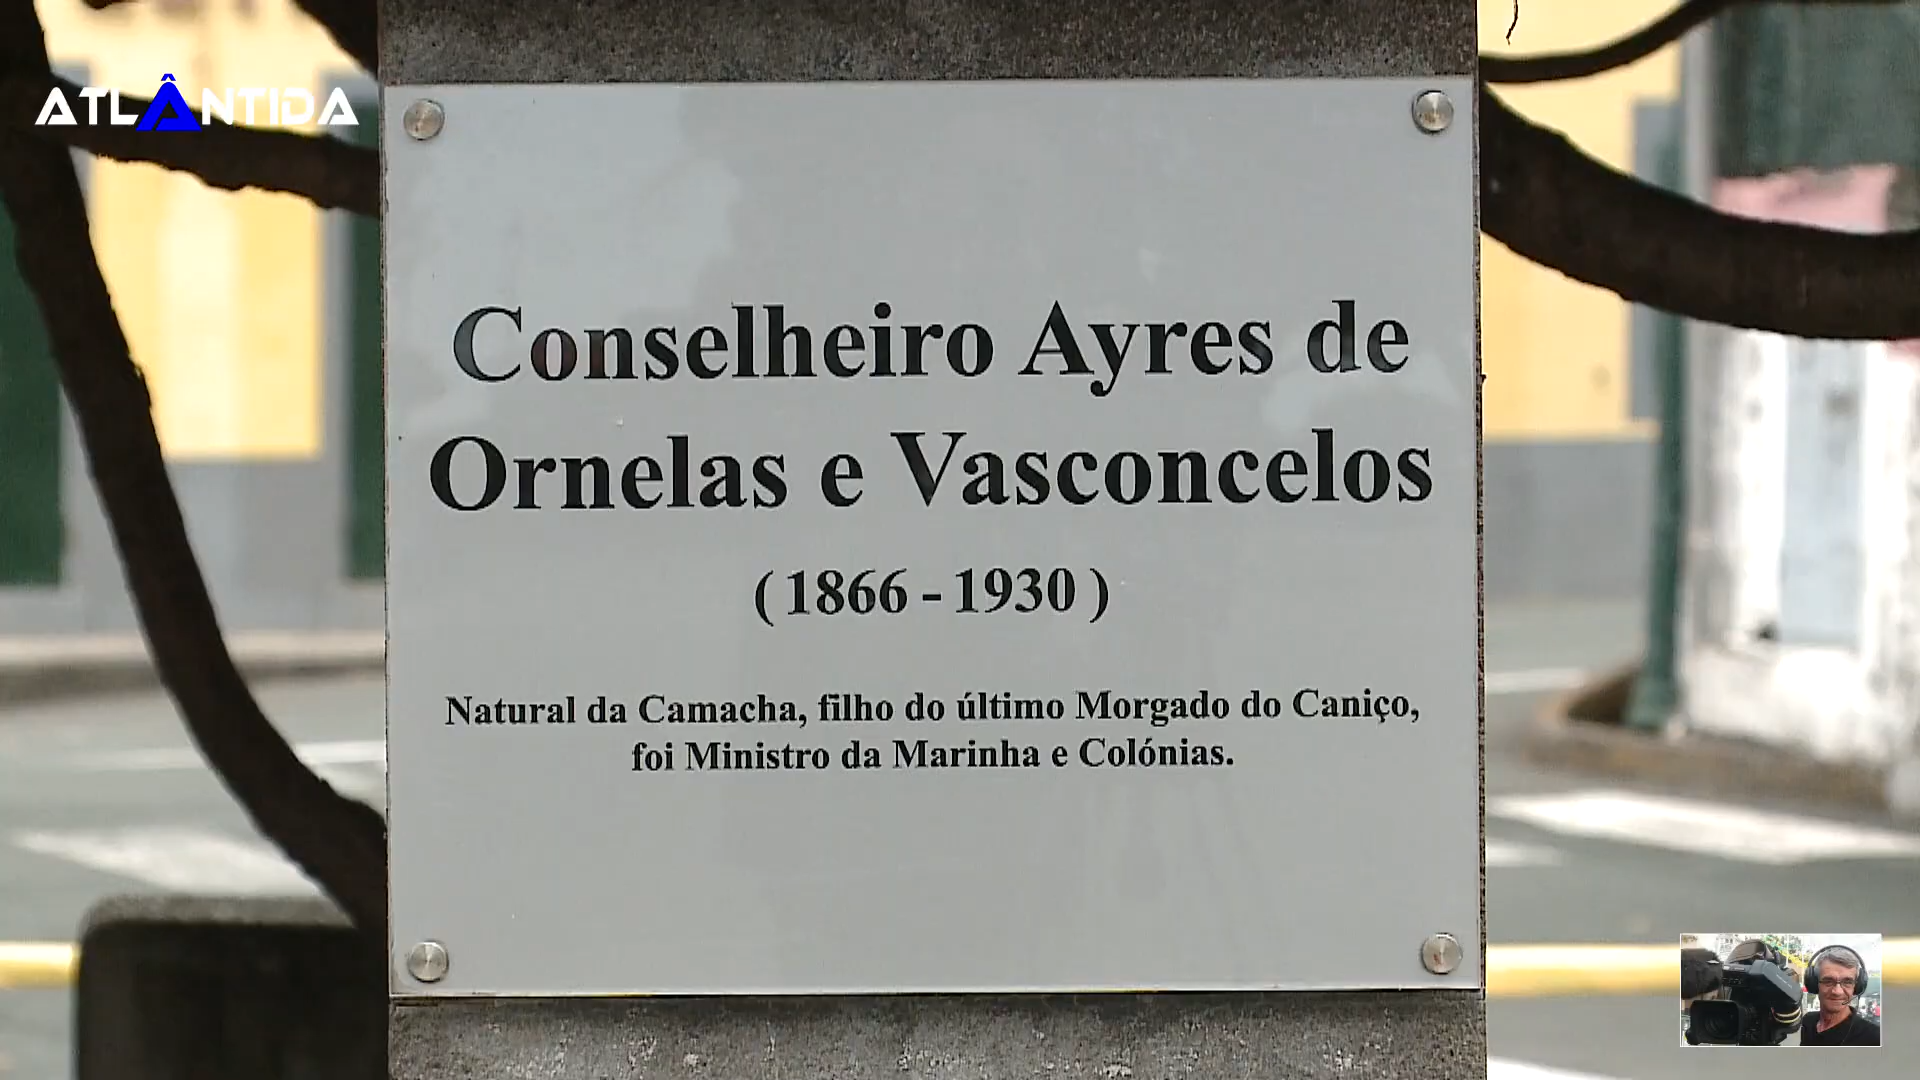 ATLÂNTIDA
Conselheiro Ayres de
Ornelas e Vasconcelos
( 1866 - 1930 )
Natural da Camacha, filho do último Morgado do Caniço,
foi Ministro da Marinha e Colónias.